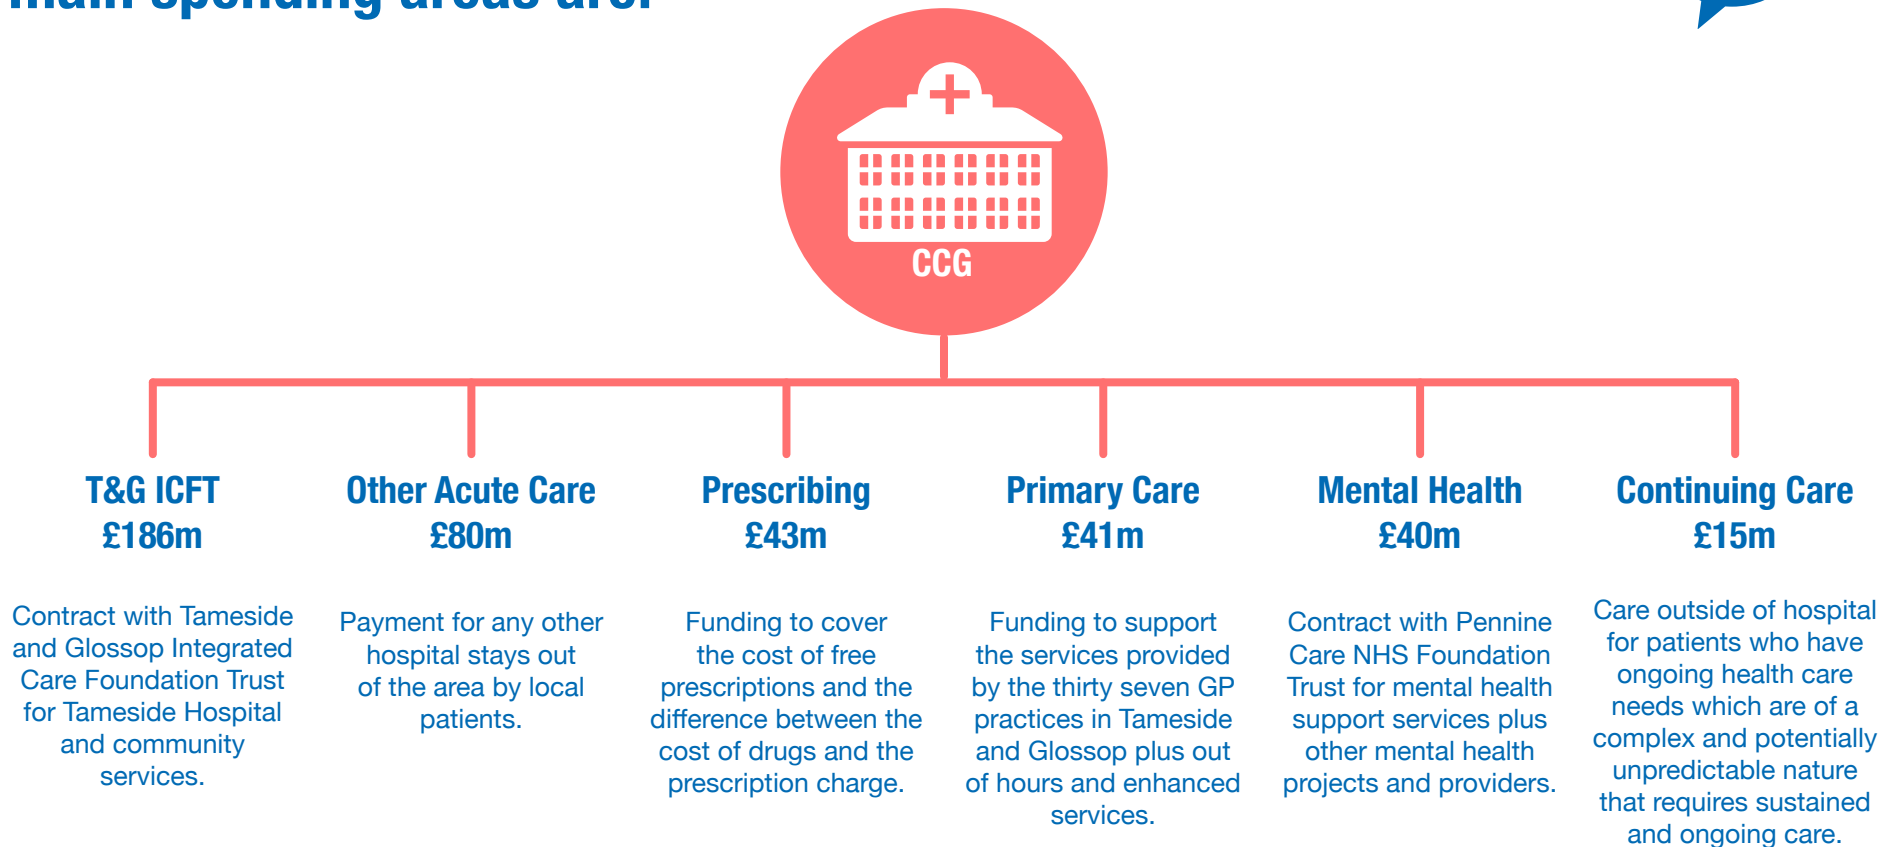 main spending areas are:
CCG
T&G ICFT
£186m
Contract with Tameside
and Glossop Integrated
Care Foundation Trust
for Tameside Hospital
and community
services.
Other Acute Care
£80m
Payment for any other
hospital stays out
of the area by local
patients.
Prescribing
£43m
Funding to cover
the cost of free
prescriptions and the
difference between the
cost of drugs and the
prescription charge.
Primary Care
£41m
Funding to support
the services provided
by the thirty seven GP
practices in Tameside
and Glossop plus out
of hours and enhanced
services.
Mental Health
£40m
Contract with Pennine
Care NHS Foundation
Trust for mental health
support services plus
other mental health
projects and providers.
Continuing Care
£15m
Care outside of hospital
for patients who have
ongoing health care
needs which are of a
complex and potentially
unpredictable nature
that requires sustained
and ongoing care.